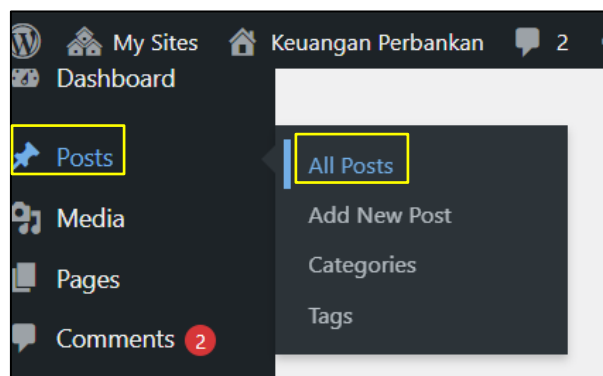 My Sites Keuangan Perbankan 2
Dashboard
Posts
All Posts
Add New Post
Categories
Tags
Media
Pages
Comments 2